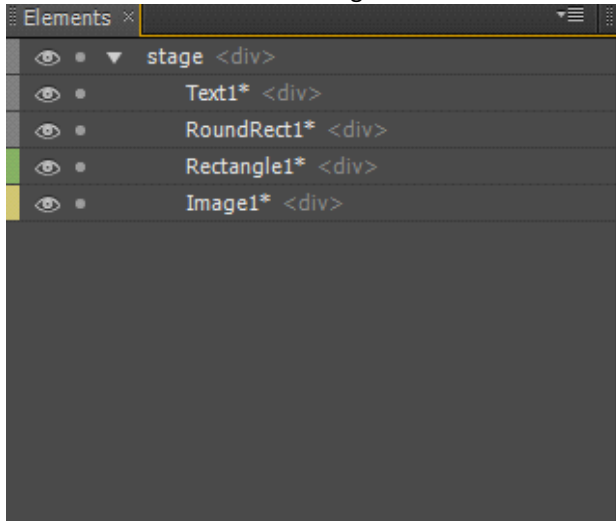 Elements ×
stage <div>
Text1* <div>
RoundRect1* <div>
Rectangle1* <div>
Image1* <div>